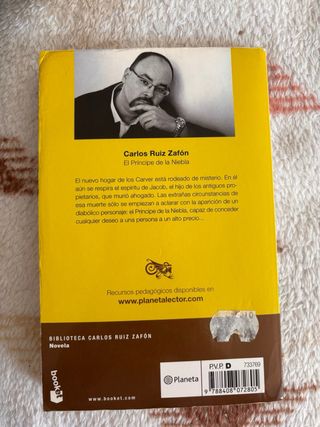 Carlos Ruiz Zafón
El Príncipe de la Niebla
El nuevo hogar de los Carver está rodeado de misterio. En él
aún se respira el espíritu de Jacob, el hijo de los antiguos pro-
pietarios, que murió ahogado. Las extrañas circunstancias de
esa muerte sólo se empiezan a aclarar con la aparición de un
diabólico personaje: el Príncipe de la Niebla, capaz de conceder
cualquier deseo a una persona a un alto precio...
Recursos pedagógicos disponibles en
www.planetalector.com
BIBLIOTECA CARLOS RUIZ ZAFÓN
Novela
booket
www.booket.com
Planeta
P.V.P. D 733769
9 788408 072805